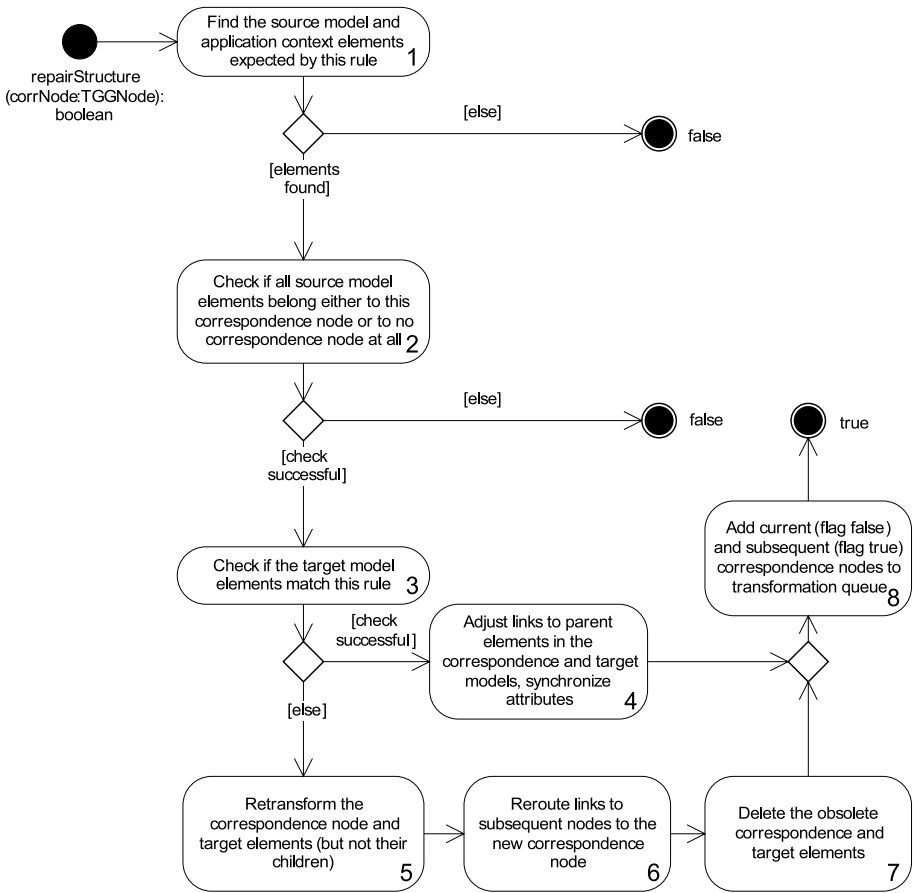 Find the source model and
application context elements
expected by this rule
1
repairStructure
(corrNode:TGGNode):
boolean
[else]
false
[elements
found]
Check if all source model
elements belong either to this
correspondence node or to no
correspondence node at all
2
[else]
false
true
[check
successful]
Add current (flag false)
and subsequent (flag true)
correspondence nodes to
transformation queue
8
Check if the target model
elements match this rule
3
[check
successful]
Adjust links to parent
elements in the
correspondence and target
models, synchronize
attributes
4
[else]
Retransform the
correspondence node and
target elements (but not their
children)
5
Reroute links to
subsequent nodes to the
new correspondence
node
6
Delete the obsolete
correspondence and
target elements
7